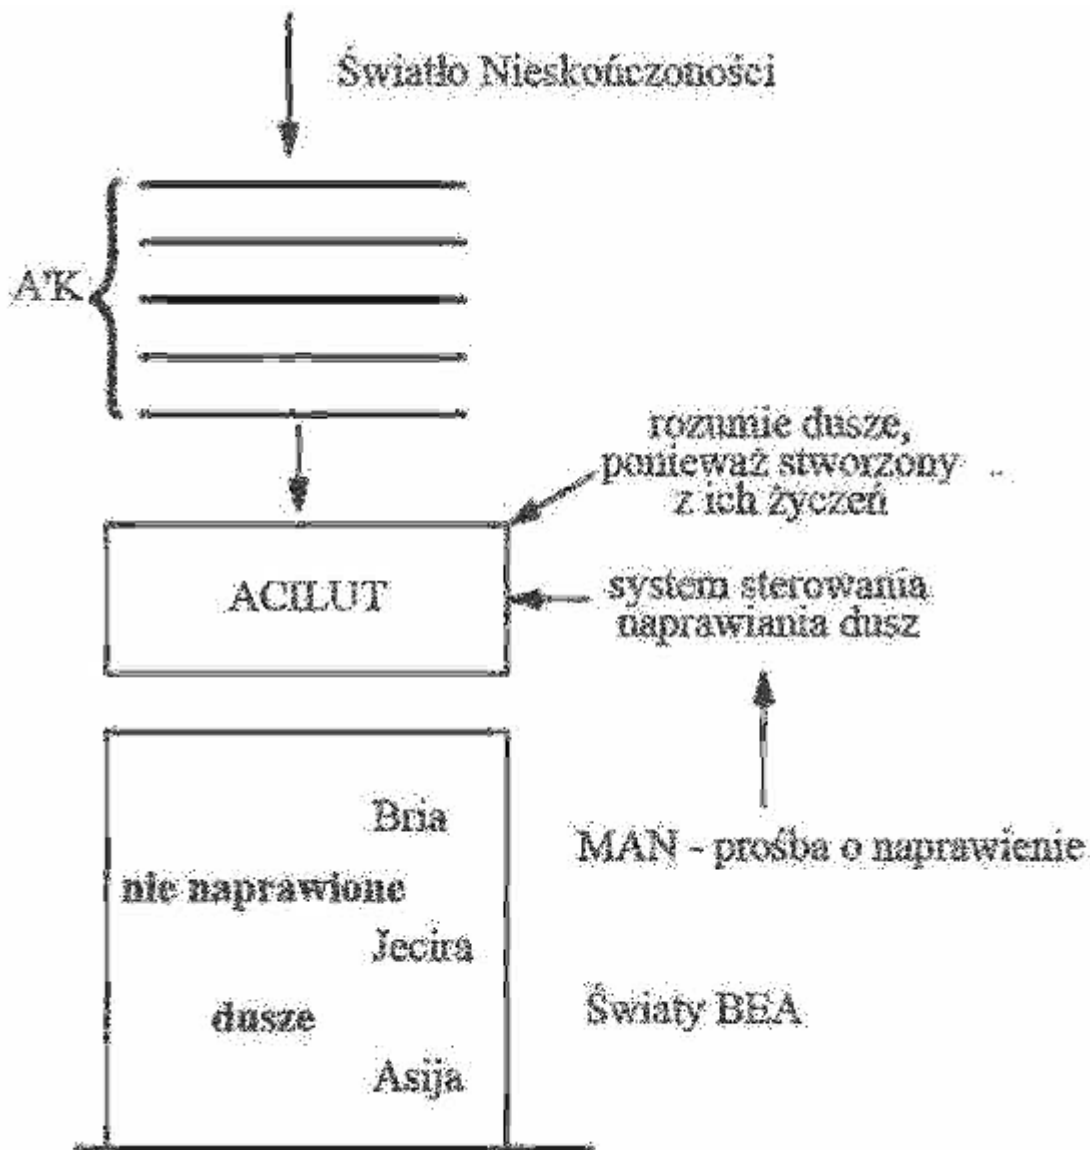 Światło Nieskończoności
A'K
rozumie dusze,
ponieważ stworzony
z ich życzeń
ACILUT
system sterowania
naprawiania dusz
Bria
MAN - prośba o naprawienie
nie naprawione
Jecira
Światy BEA
dusze
Asija